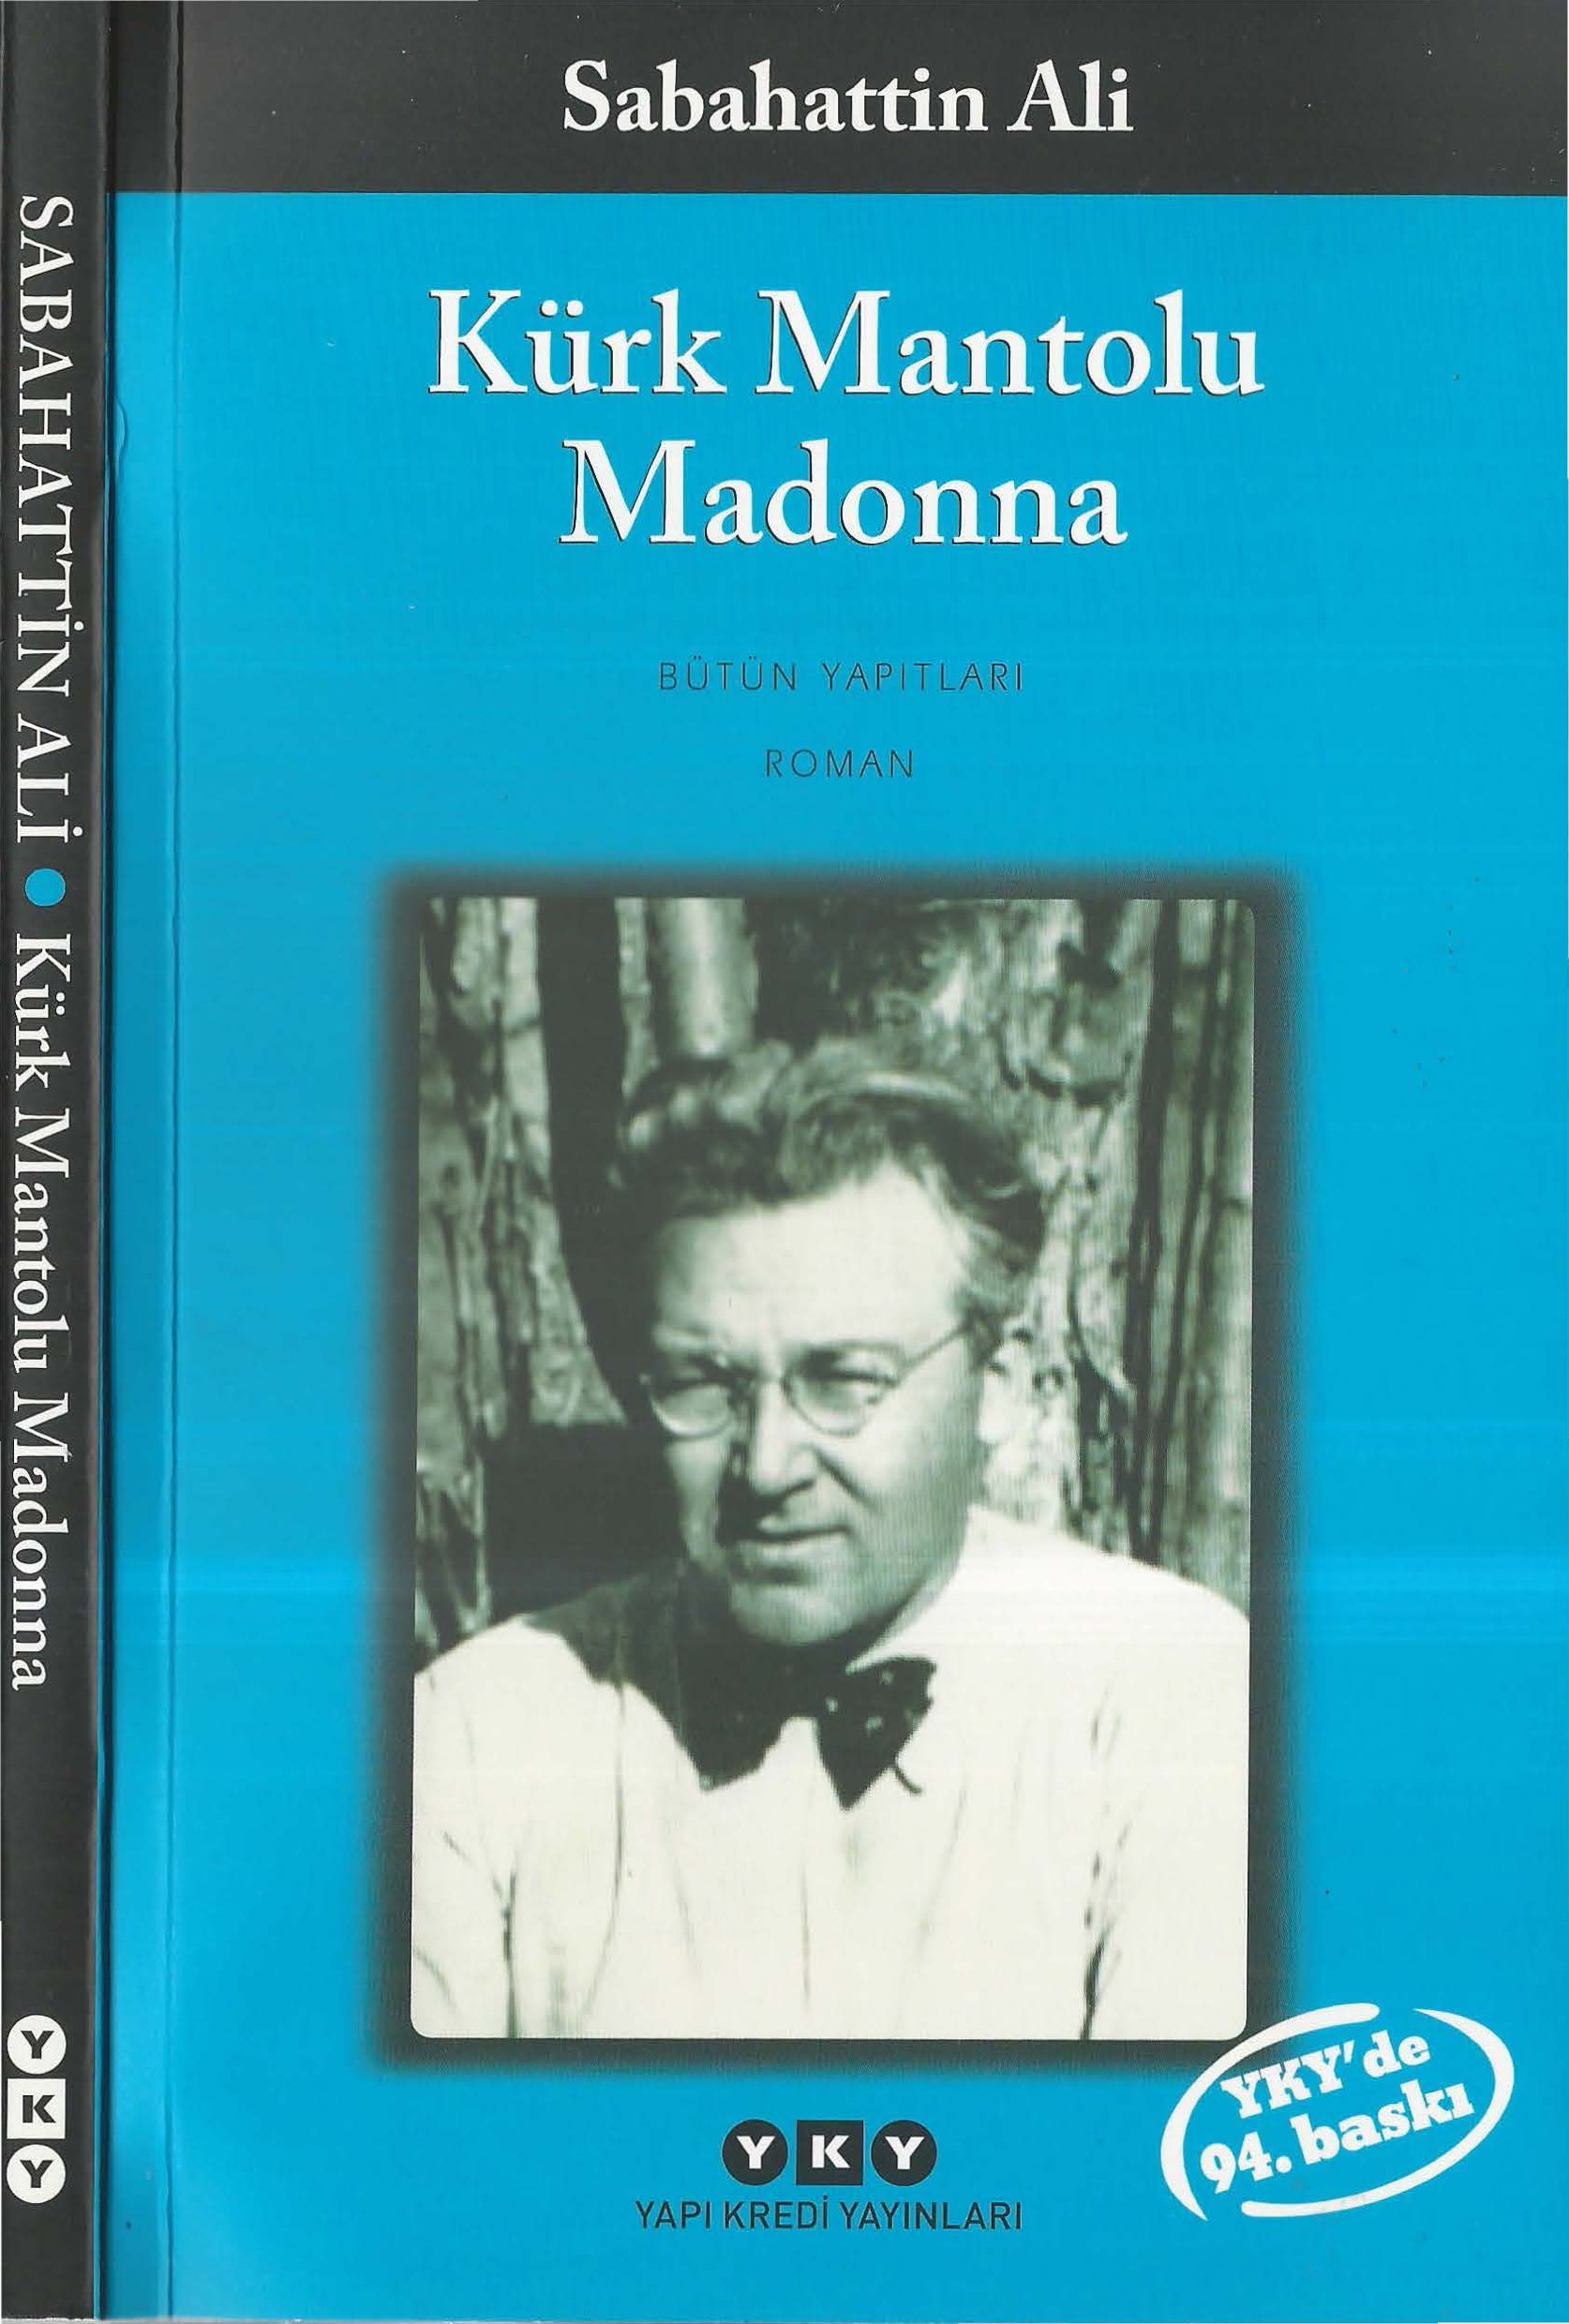 Sabahattin Ali
Kürk Mantolu
Madonna
BÜTÜN YAPITLARI
ROMAN
YKY'de
94. baskı
YKY
YAPI KREDİ YAYINLARI
SABAHATTİN ALİ • Kürk Mantolu Madonna
YKY